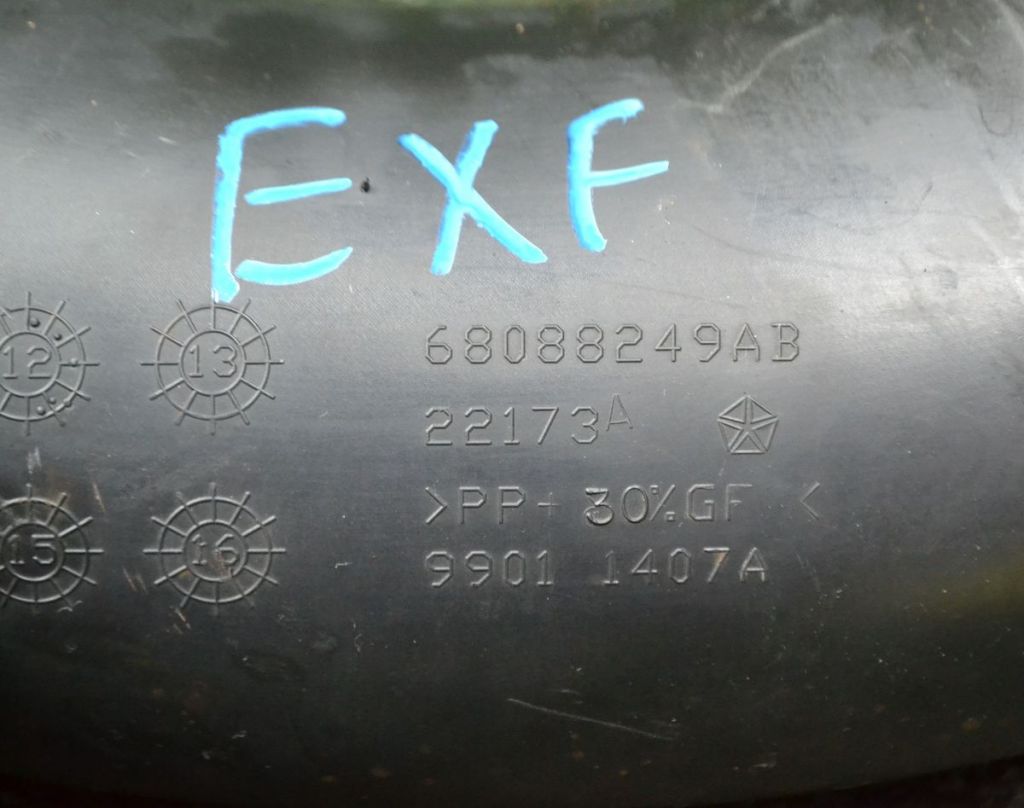 EXF
12 13 68088249AB
22173A
>PP+ 30%GF <
15 16 9901 1407A